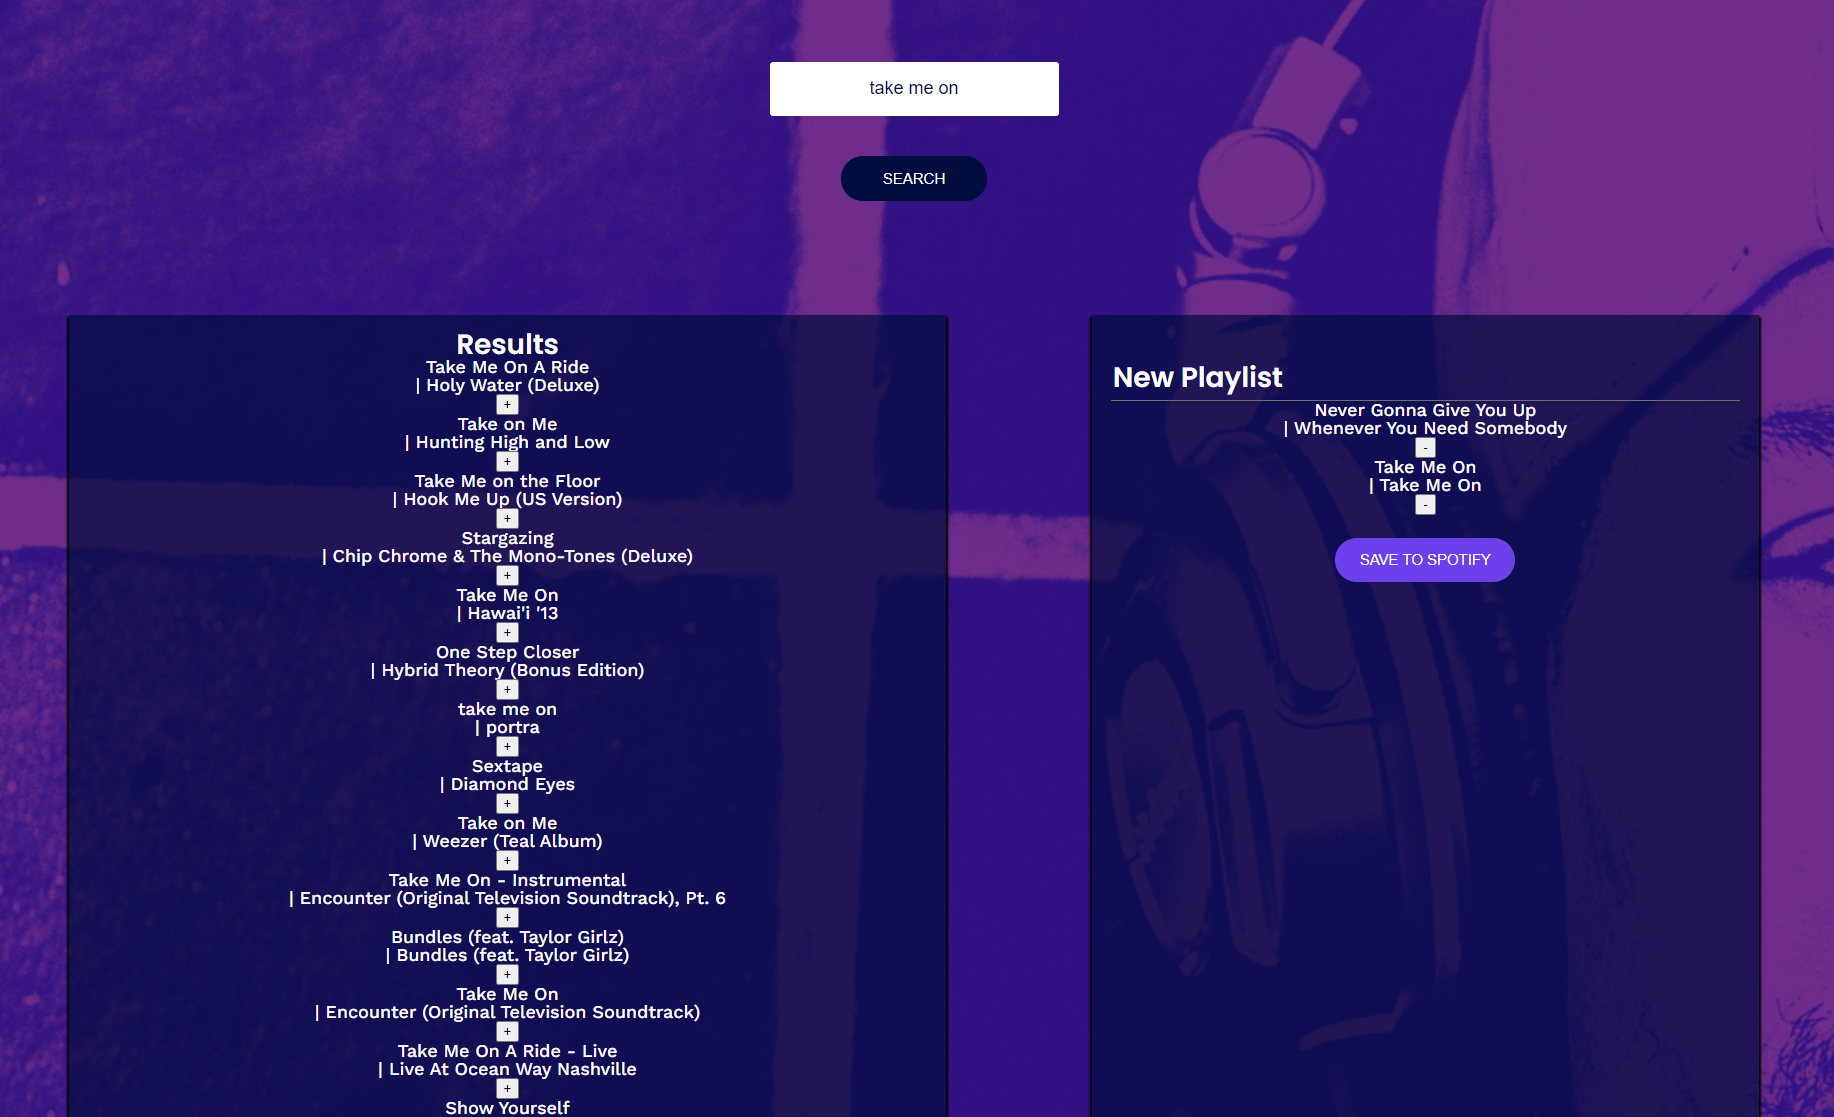 take me on
SEARCH
Results
Take Me On A Ride
| Holy Water (Deluxe)
+
Take on Me
| Hunting High and Low
+
Take Me on the Floor
| Hook Me Up (US Version)
+
Stargazing
| Chip Chrome & The Mono-Tones (Deluxe)
+
Take Me On
| Hawai'i '13
+
One Step Closer
| Hybrid Theory (Bonus Edition)
+
take me on
| portra
+
Sextape
| Diamond Eyes
+
Take on Me
| Weezer (Teal Album)
+
Take Me On - Instrumental
| Encounter (Original Television Soundtrack), Pt. 6
+
Bundles (feat. Taylor Girlz)
| Bundles (feat. Taylor Girlz)
+
Take Me On
| Encounter (Original Television Soundtrack)
+
Take Me On A Ride - Live
| Live At Ocean Way Nashville
+
Show Yourself
New Playlist
Never Gonna Give You Up
| Whenever You Need Somebody
-
Take Me On
| Take Me On
-
SAVE TO SPOTIFY